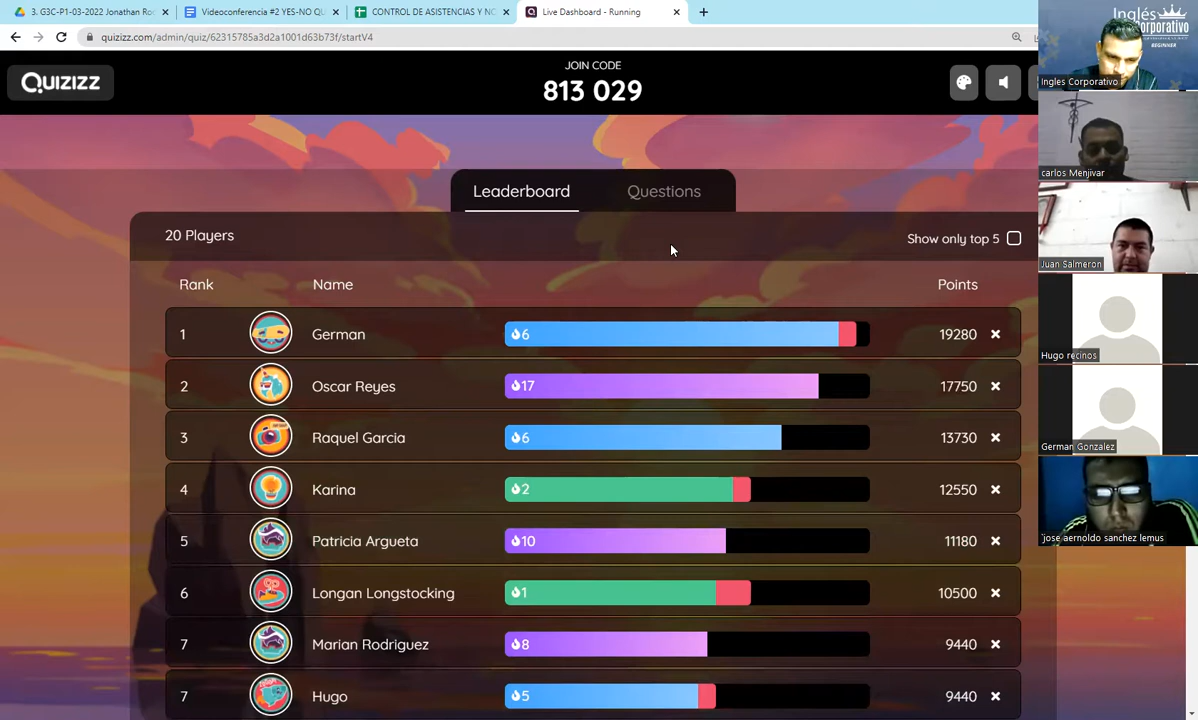 3. G3C-P1-03-2022 Jonathan Ro
Videoconferencia #2 YES-NO QU
CONTROL DE ASISTENCIAS Y NO
Live Dashboard - Running
quizizz.com/admin/quiz/62315785a3d2a1001d63b73f/startV4
Quizizz
JOIN CODE
813 029
Leaderboard
Questions
20 Players
Show only top 5
Rank Name Points
1 German 6 19280
2 Oscar Reyes 17 17750
3 Raquel Garcia 6 13730
4 Karina 2 12550
5 Patricia Argueta 10 11180
6 Longan Longstocking 1 10500
7 Marian Rodriguez 8 9440
7 Hugo 5 9440
Inglés
Corporativo
BEGINNER
Ingles Corporativo
carlos Menjivar
Juan Salmeron
Hugo recinos
German Gonzalez
'jose aernoldo sanchez lemus